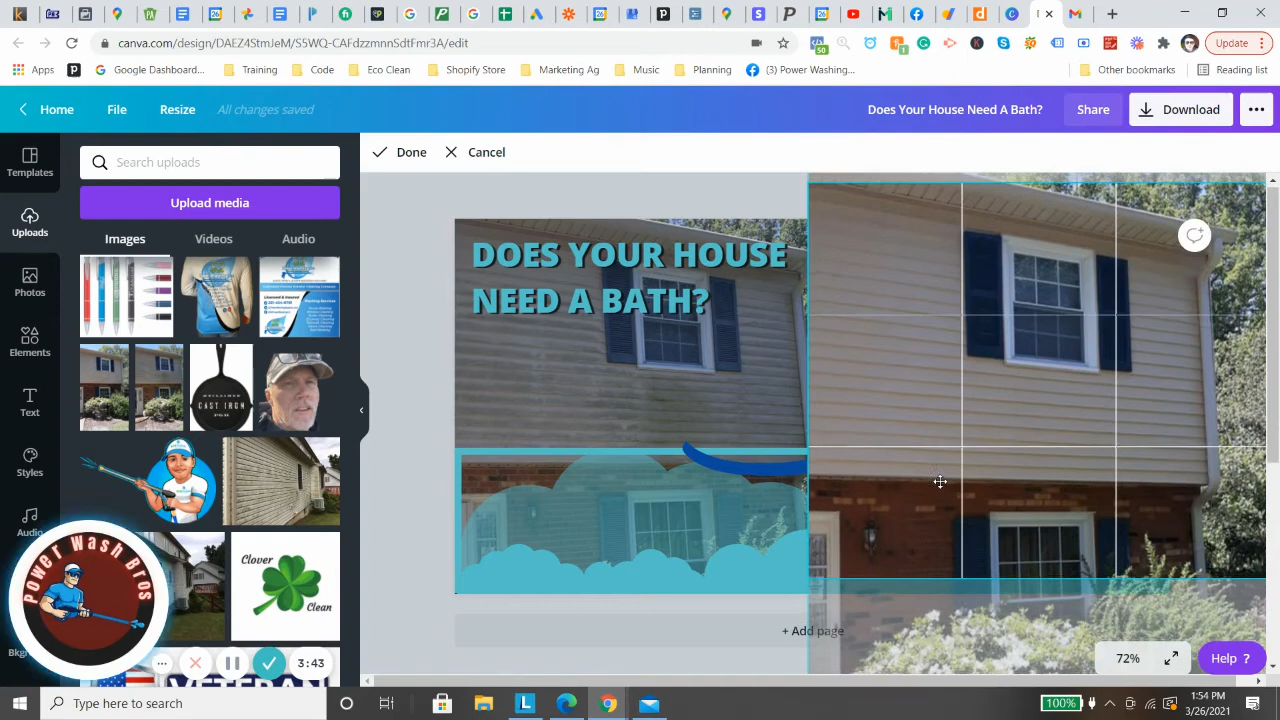 canva.com/design/DAEZ4StmJeM/S5WQ-CAFdzzmnnSdtFmr3A/edit
50
1
Update
Apps
Google Dashboard...
Training
Code
Eco Clean
Shopify Store
Marketing Ag
Music
Planning
(3) Power Washing...
Other bookmarks
Reading list
Home
File
Resize
All changes saved
Does Your House Need A Bath?
Share
Download
Templates
Search uploads
Done
Cancel
Upload media
Uploads
Images
Videos
Audio
DOES YOUR HOUSE
NEED A BATH?
Photos
Elements
CAST IRON
Text
Styles
Audio
Power Wash Bros
Clover
Clean
+ Add page
3:43
VETERAN
72%
Help ?
Type here to search
100%
1:54 PM
3/26/2021